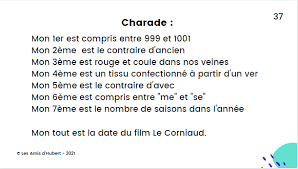 37
Charade :
Mon 1er est compris entre 999 et 1001
Mon 2ème est le contraire d'ancien
Mon 3ème est rouge et coule dans nos veines
Mon 4ème est un tissu confectionné à partir d'un ver
Mon 5ème est le contraire d'avec
Mon 6ème est compris entre "me" et "se"
Mon 7ème est le nombre de saisons dans l'année
Mon tout est la date du film Le Corniaud.
© Les Amis d'Hubert - 2021